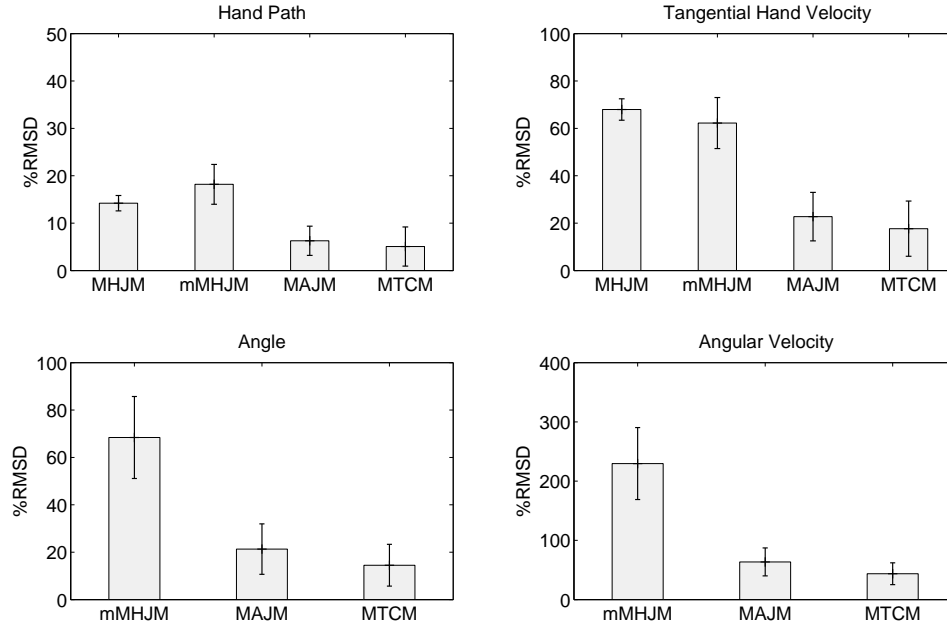 Hand Path
50
40
30
20
10
0
%RMSD
MHJM mMHJM MAJM MTCM
Tangential Hand Velocity
100
80
60
40
20
0
%RMSD
MHJM mMHJM MAJM MTCM
Angle
100
80
60
40
20
0
%RMSD
mMHJM MAJM MTCM
Angular Velocity
400
300
200
100
0
%RMSD
mMHJM MAJM MTCM